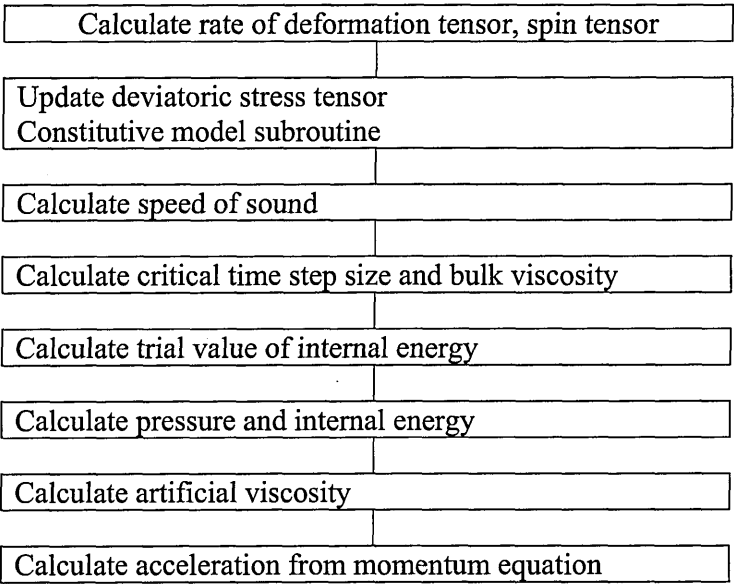 Calculate rate of deformation tensor, spin tensor
Update deviatoric stress tensor
Constitutive model subroutine
Calculate speed of sound
Calculate critical time step size and bulk viscosity
Calculate trial value of internal energy
Calculate pressure and internal energy
Calculate artificial viscosity
Calculate acceleration from momentum equation